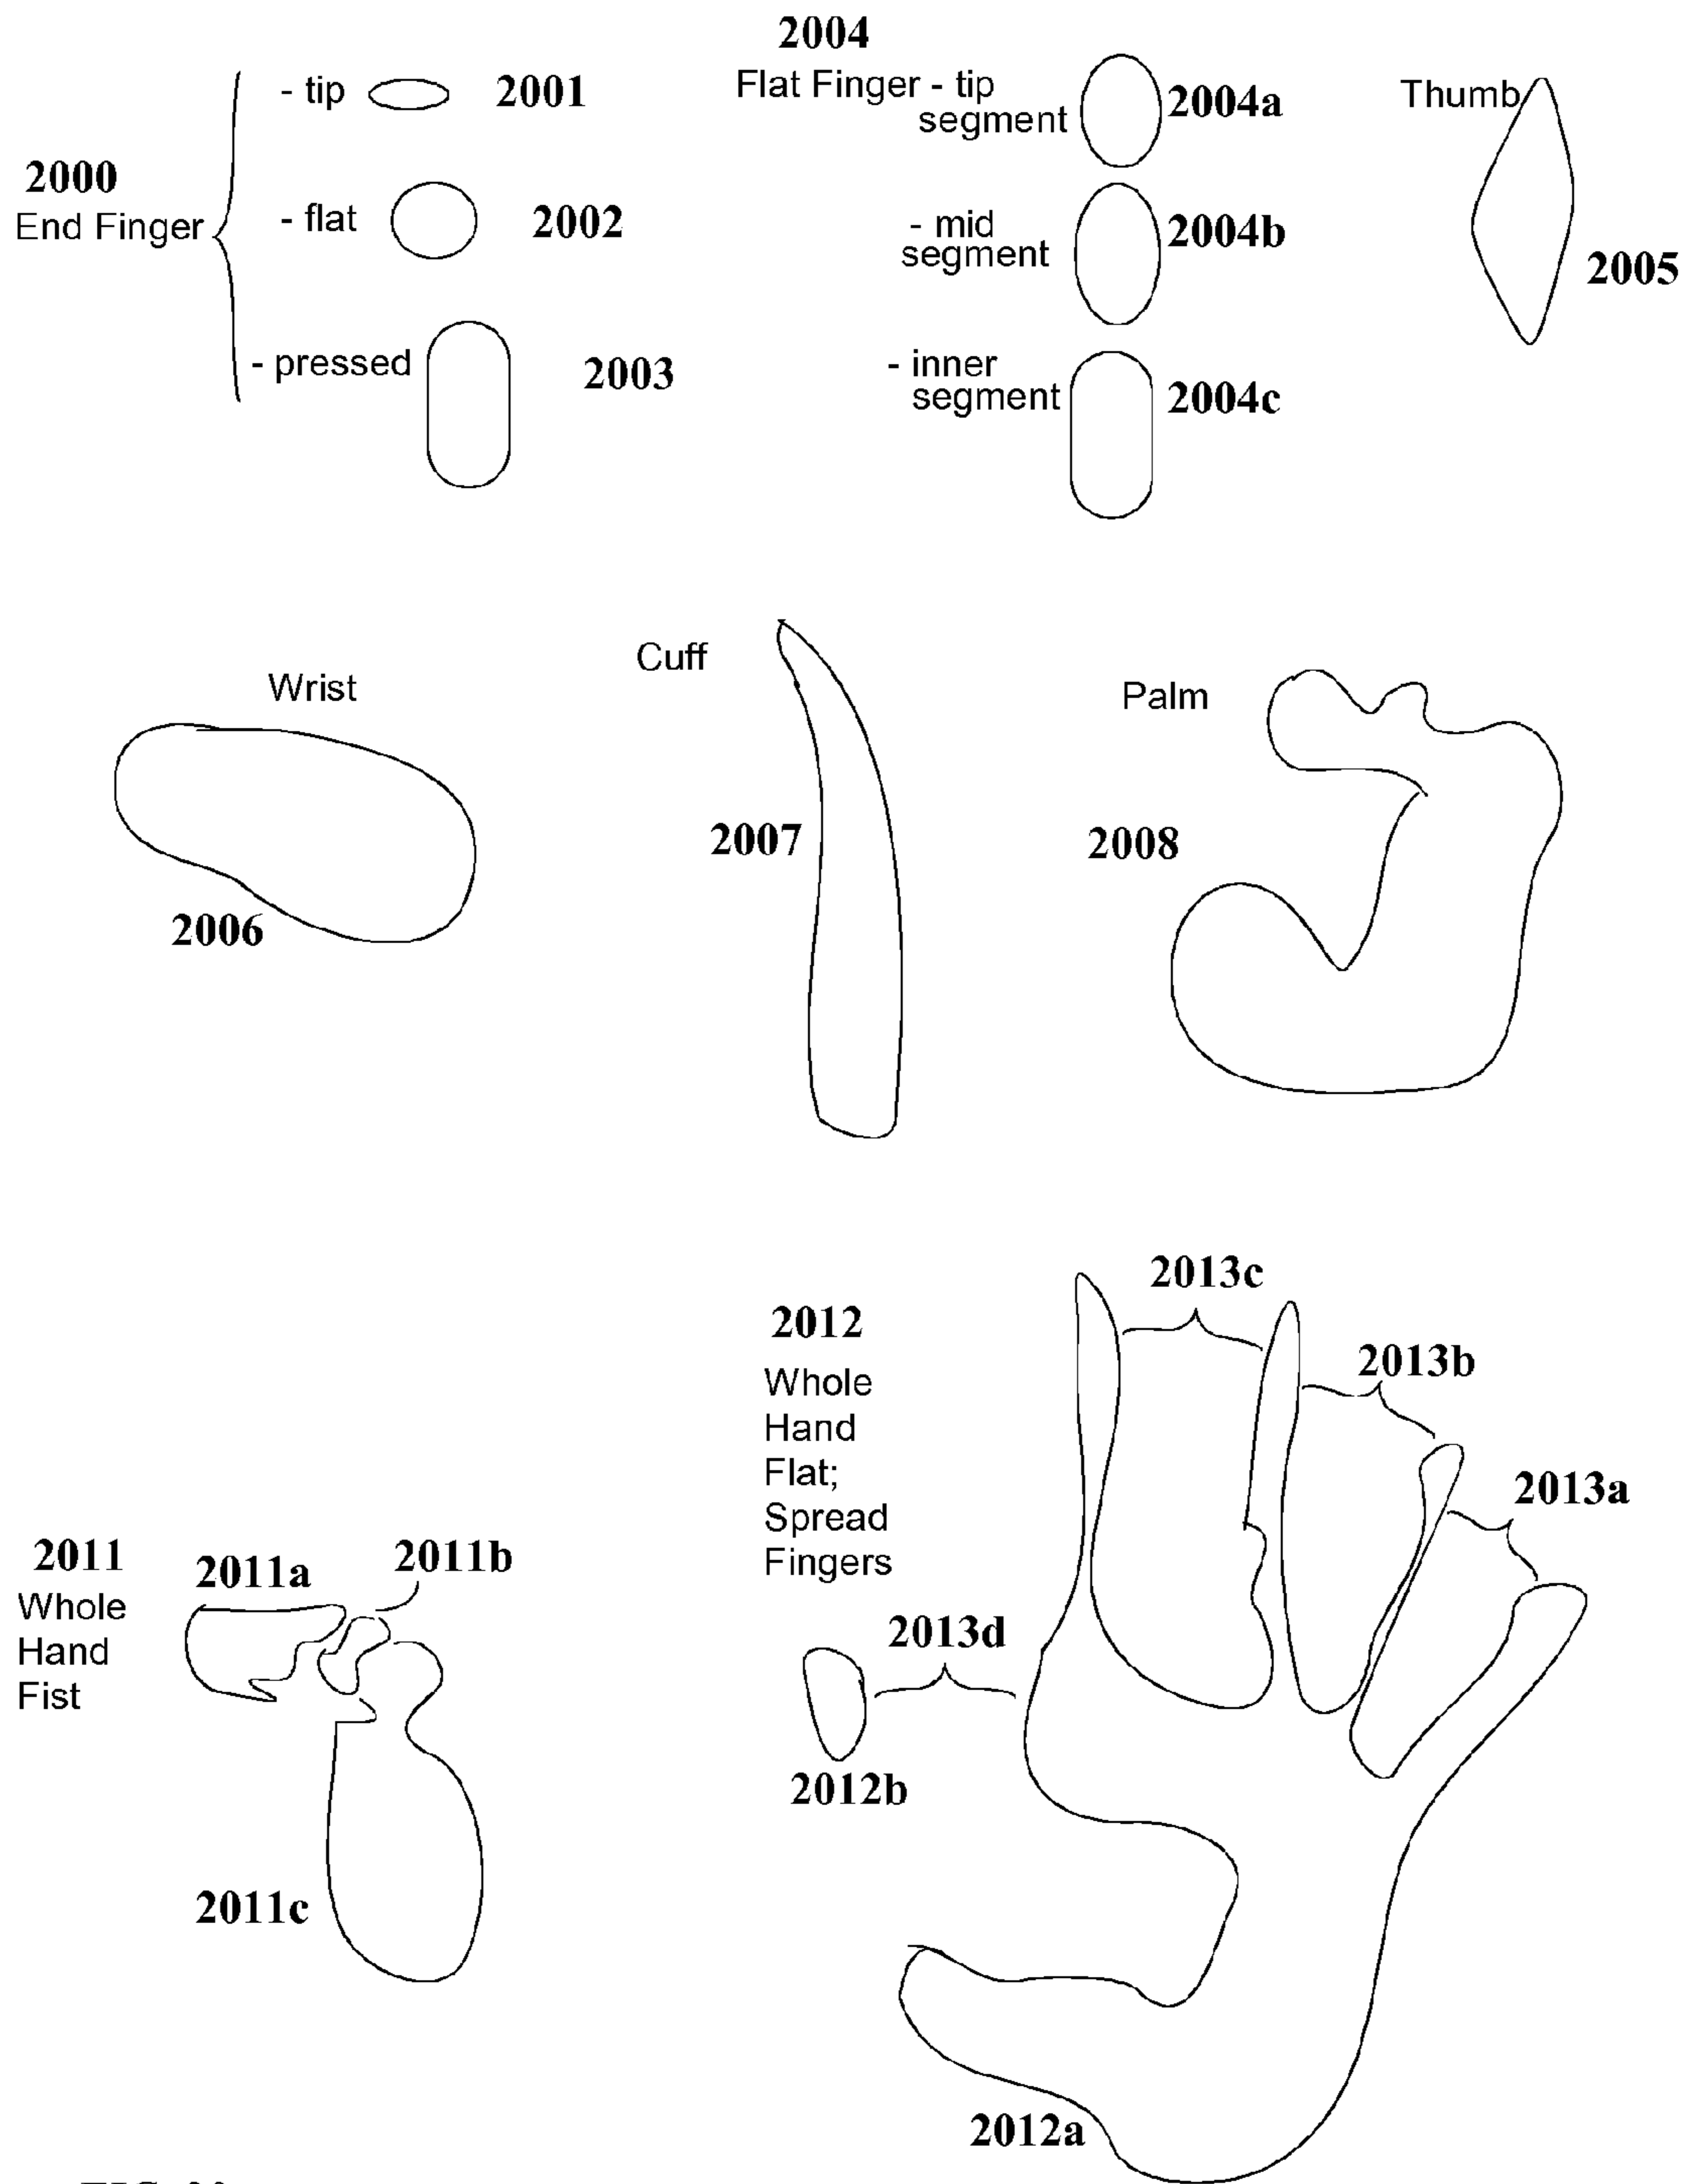 2000
End Finger
- tip
2001
- flat
2002
- pressed
2003
2004
Flat Finger - tip
segment
2004a
- mid
segment
2004b
- inner
segment
2004c
Thumb
2005
Wrist
2006
Cuff
2007
Palm
2008
2011
Whole
Hand
Fist
2011a
2011b
2011c
2012
Whole
Hand
Flat;
Spread
Fingers
2013c
2013b
2013a
2013d
2012b
2012a